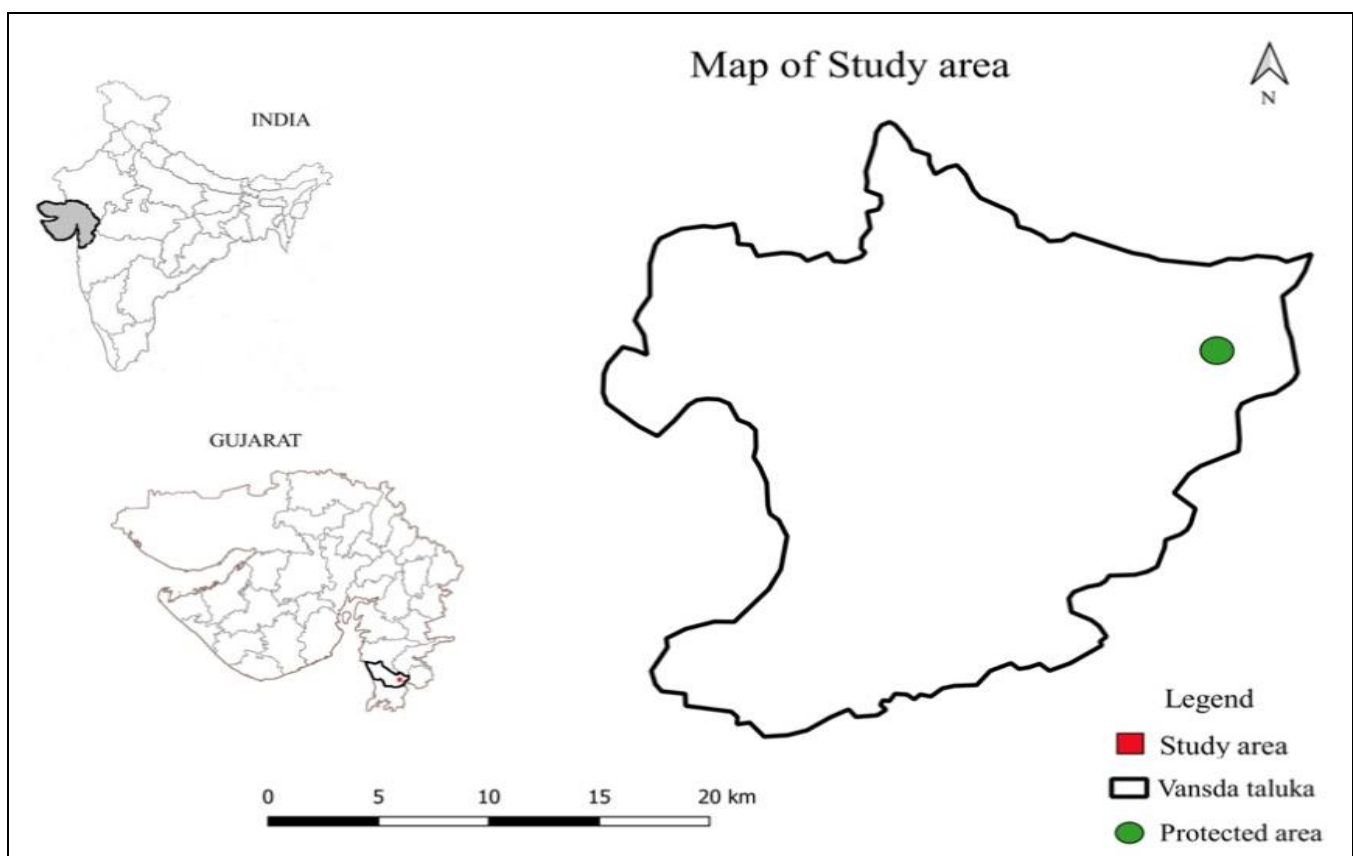 Map of Study area
N
INDIA
GUJARAT
0 5 10 15 20 km
Legend
Study area
Vansda taluka
Protected area